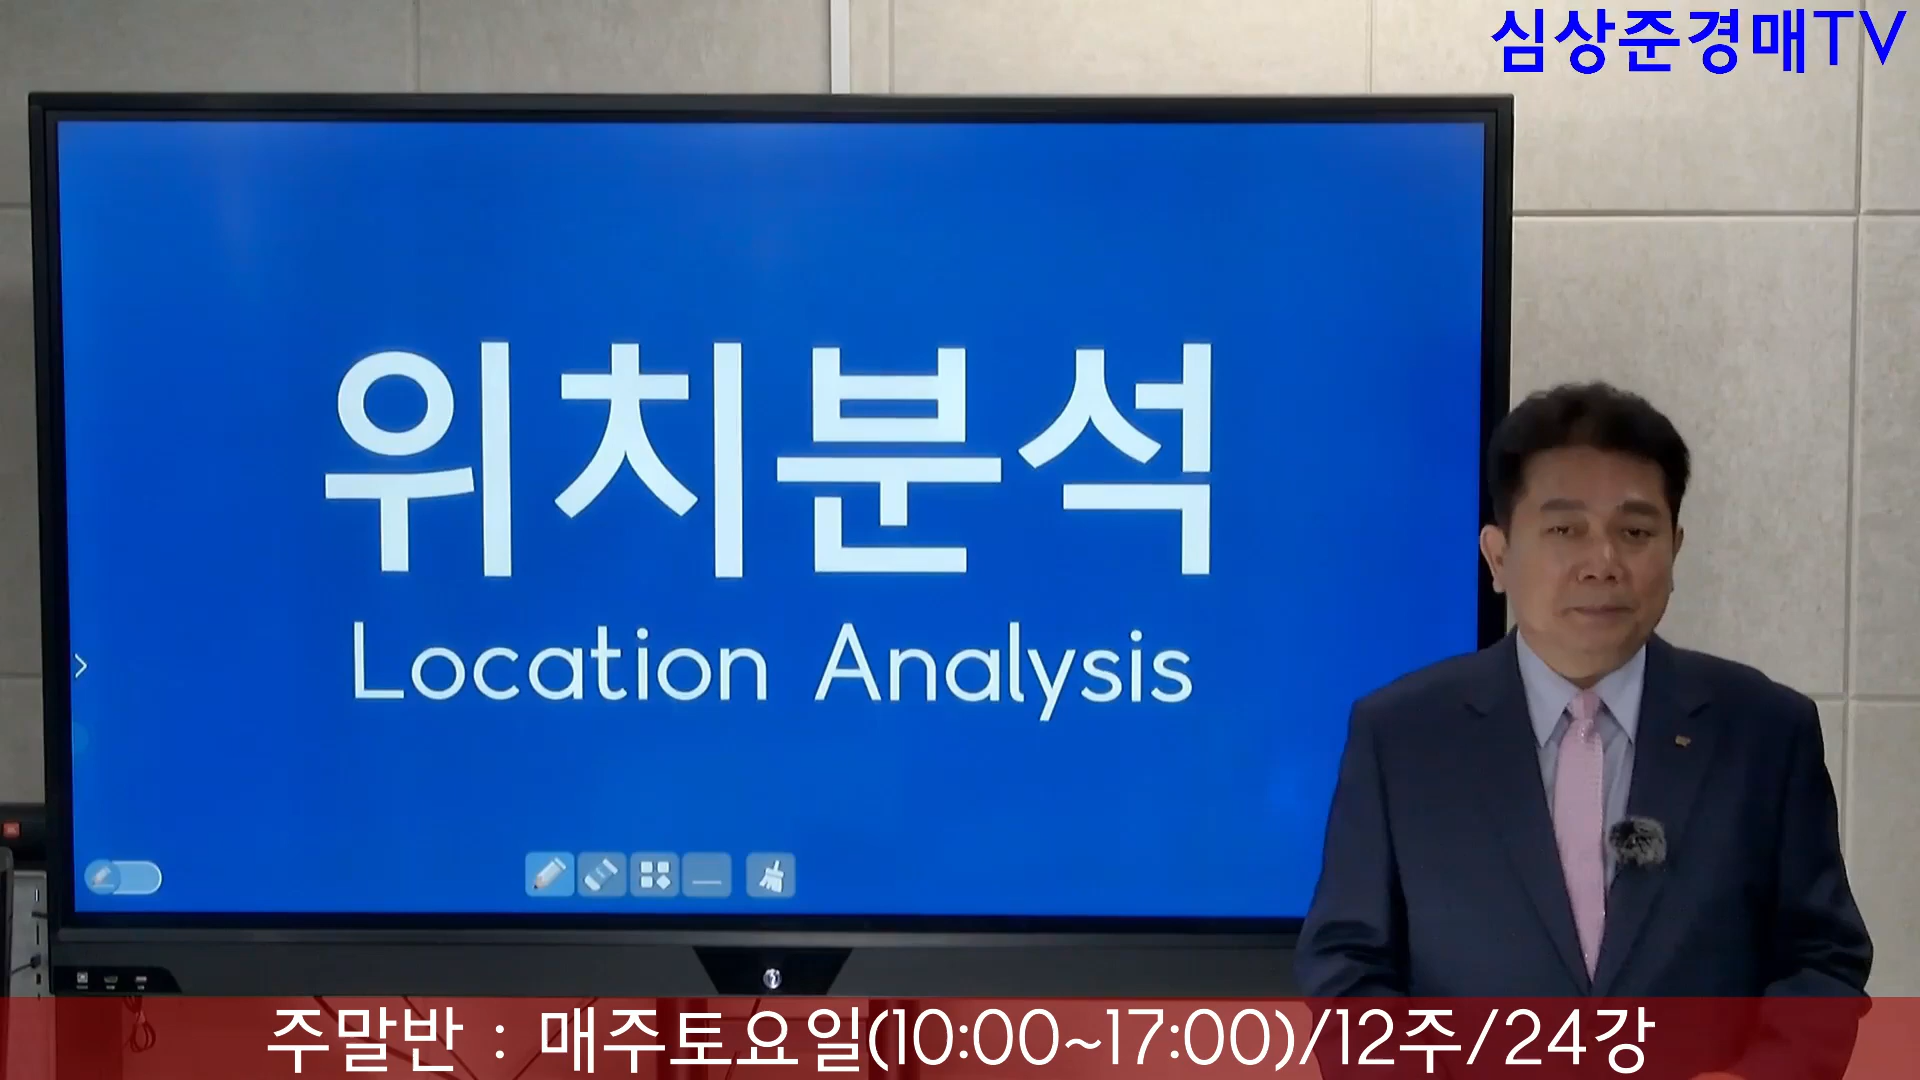 심상준경매TV
위치분석
Location Analysis
주말반 : 매주토요일(10:00~17:00)/12주/24강